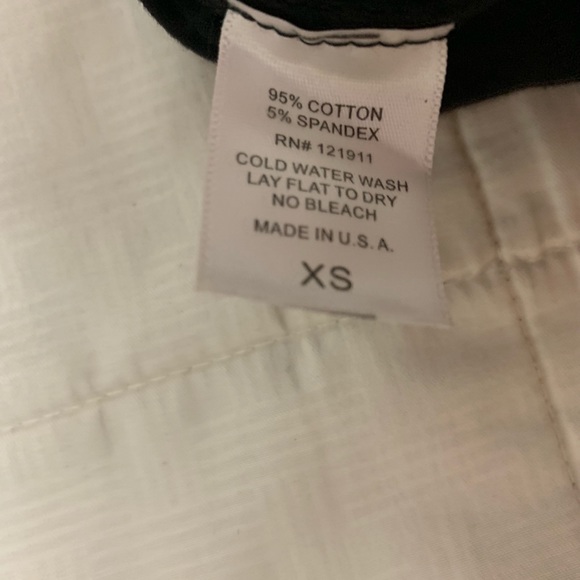 95% COTTON
5% SPANDEX
RN# 121911
COLD WATER WASH
LAY FLAT TO DRY
NO BLEACH
MADE IN U.S.A.
XS